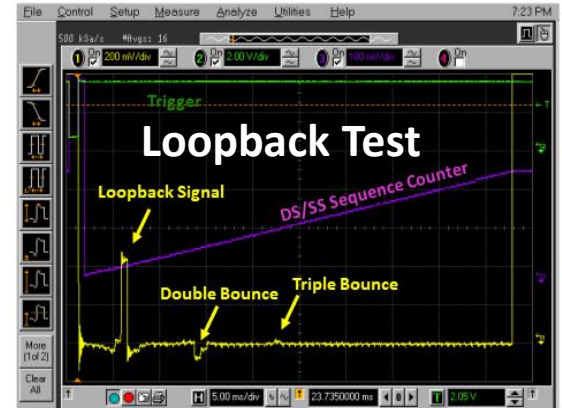 File Control Setup Measure Analyze Utilities Help 7:23 PM
500 kSa/s #Avgs: 16
1 On 200 mV/div 2 On 2.00 V/div 3 On 100 mV/div 4 On
Trigger
T
Loopback Test
Loopback Signal
DS/SS Sequence Counter
Double Bounce
Triple Bounce
More
(1of 2)
Clear
All
H 5.00 ms/div 23.7350000 ms 0 T 2.05 V